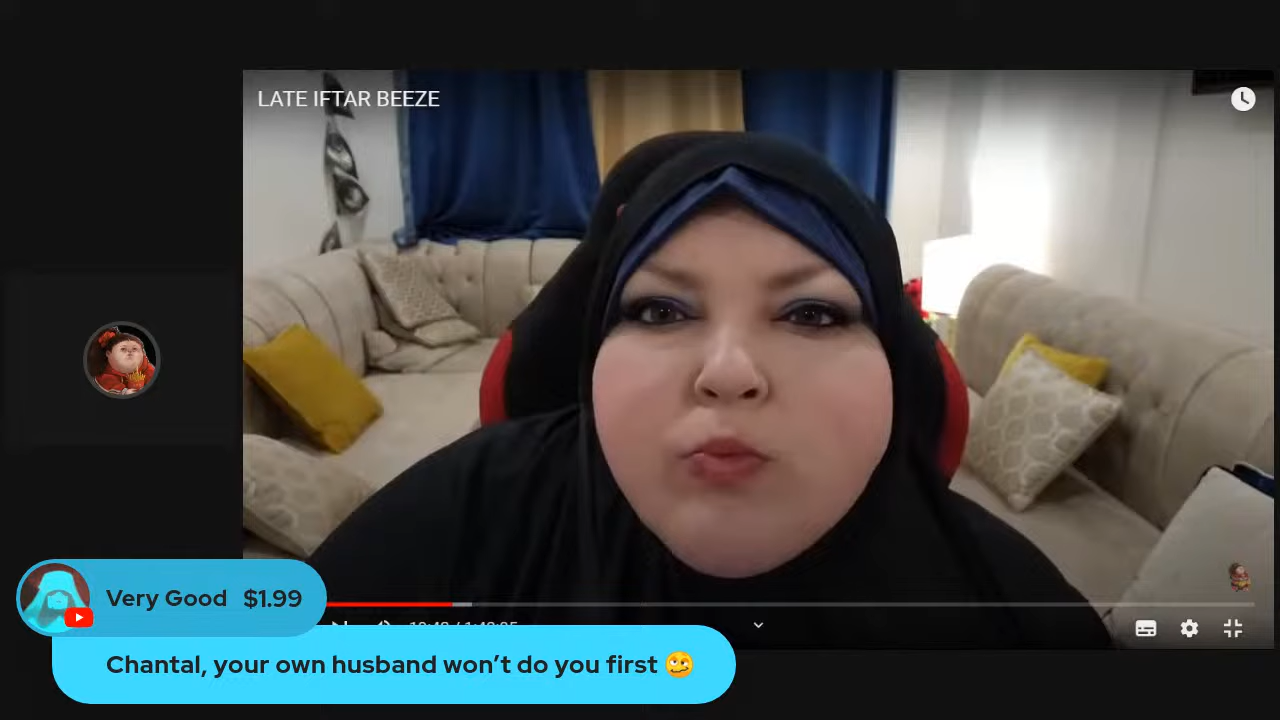 LATE IFTAR BEEZE
Very Good $1.99
Chantal, your own husband won’t do you first 🥴